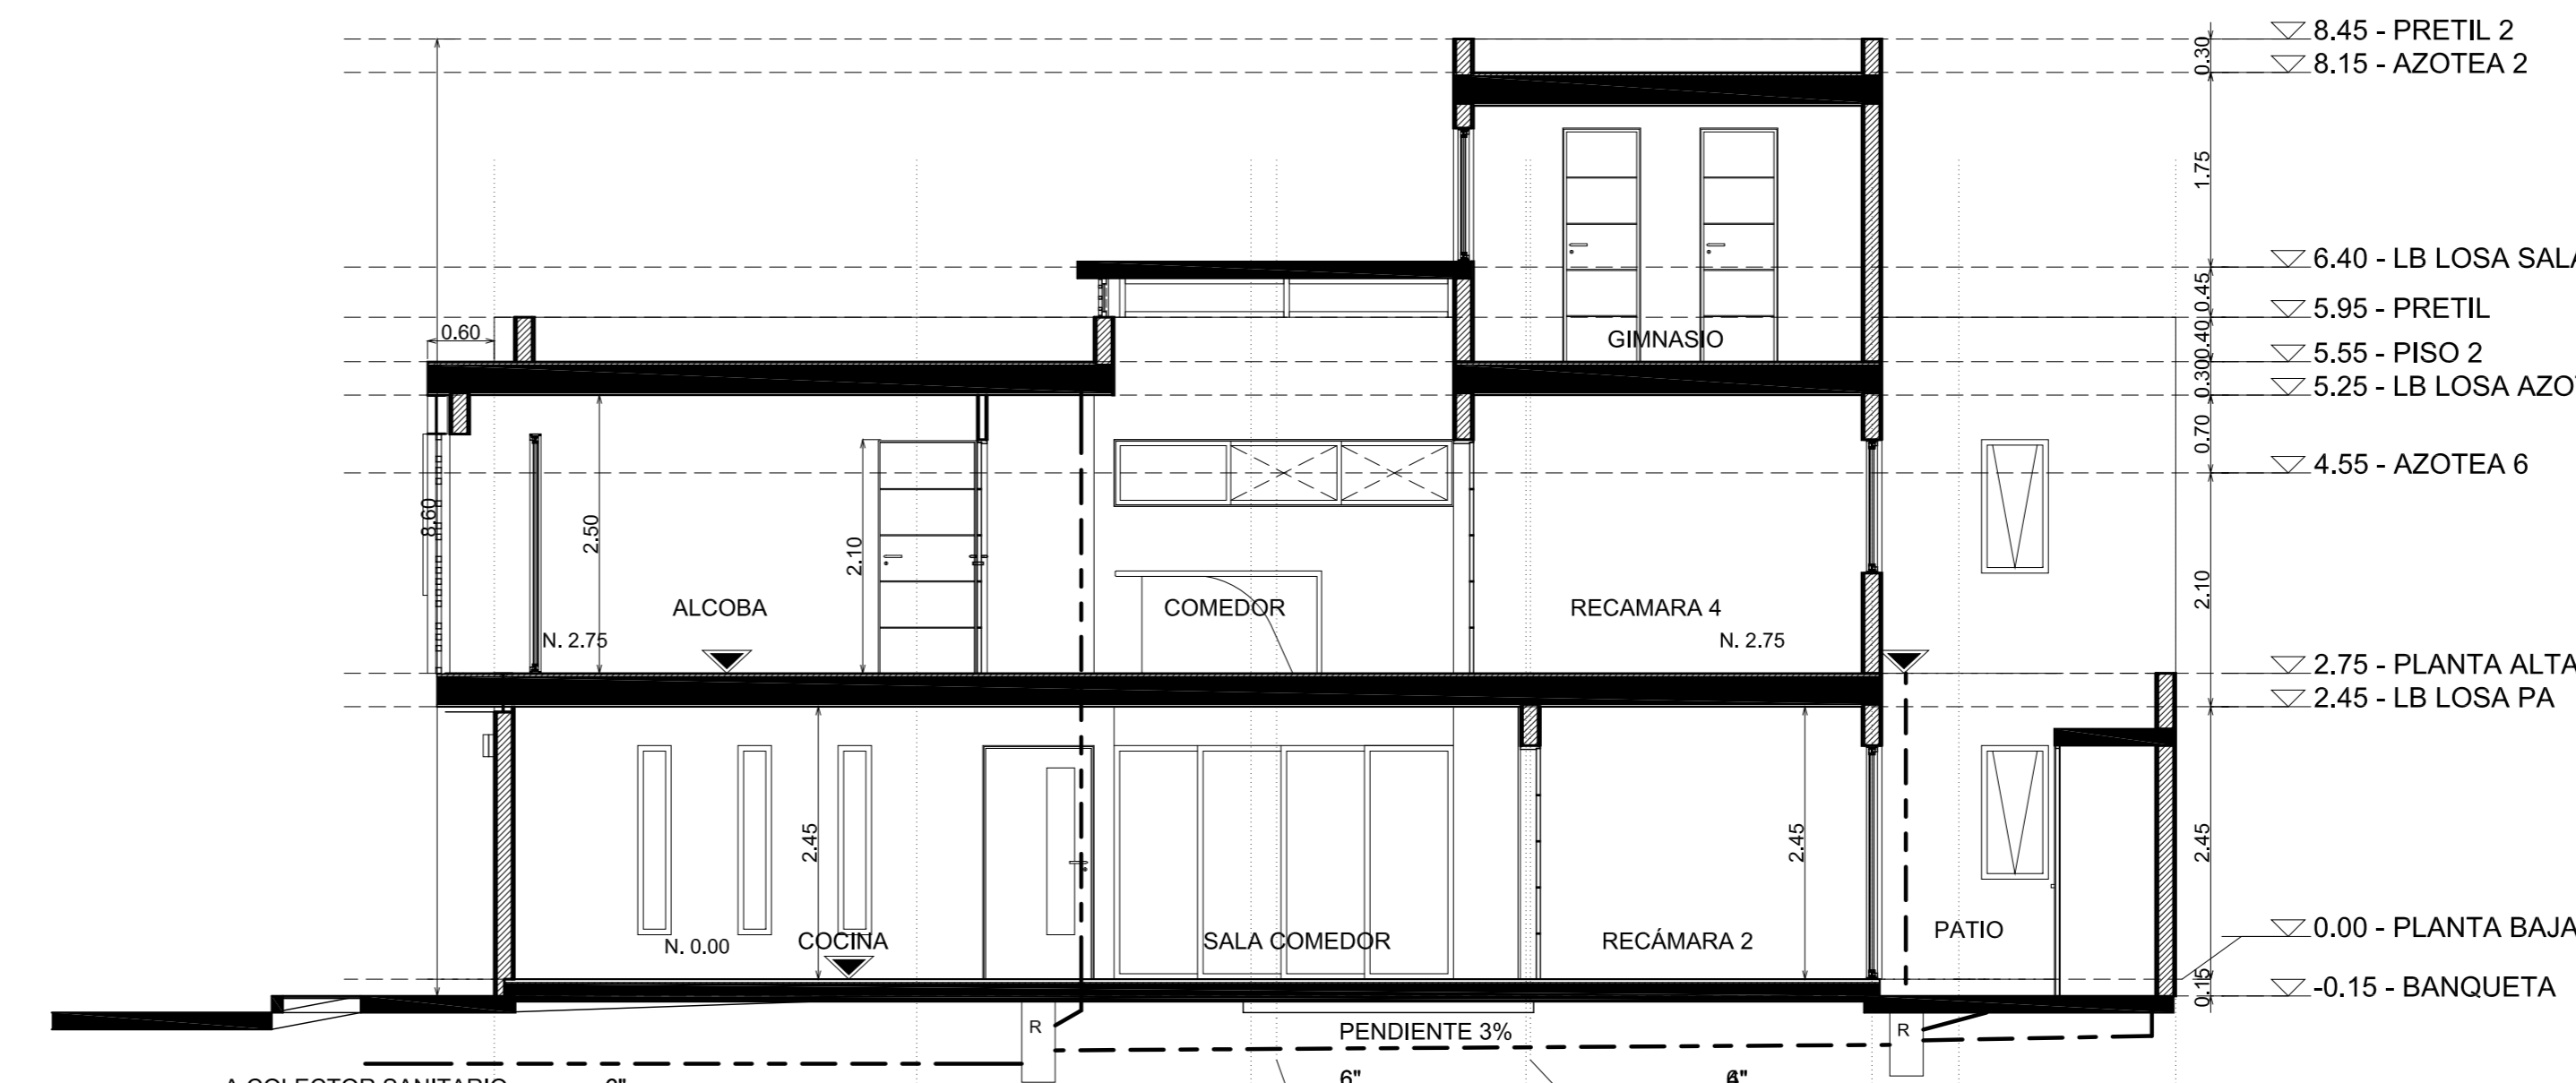 8.45 - PRETIL 2
0.30
8.15 - AZOTEA 2
1.75
6.40 - LB LOSA SALA
0.45
5.95 - PRETIL
0.60
GIMNASIO
0.40
5.55 - PISO 2
0.30
5.25 - LB LOSA AZO
0.70
4.55 - AZOTEA 6
8.60
2.50
2.10
2.10
ALCOBA
COMEDOR
RECAMARA 4
N. 2.75
N. 2.75
2.75 - PLANTA ALTA
2.45 - LB LOSA PA
2.45
2.45
2.45
N. 0.00
COCINA
SALA COMEDOR
RECÁMARA 2
PATIO
0.00 - PLANTA BAJA
0.15
-0.15 - BANQUETA
R
PENDIENTE 3%
R
A COLECTOR SANITARIO
6"